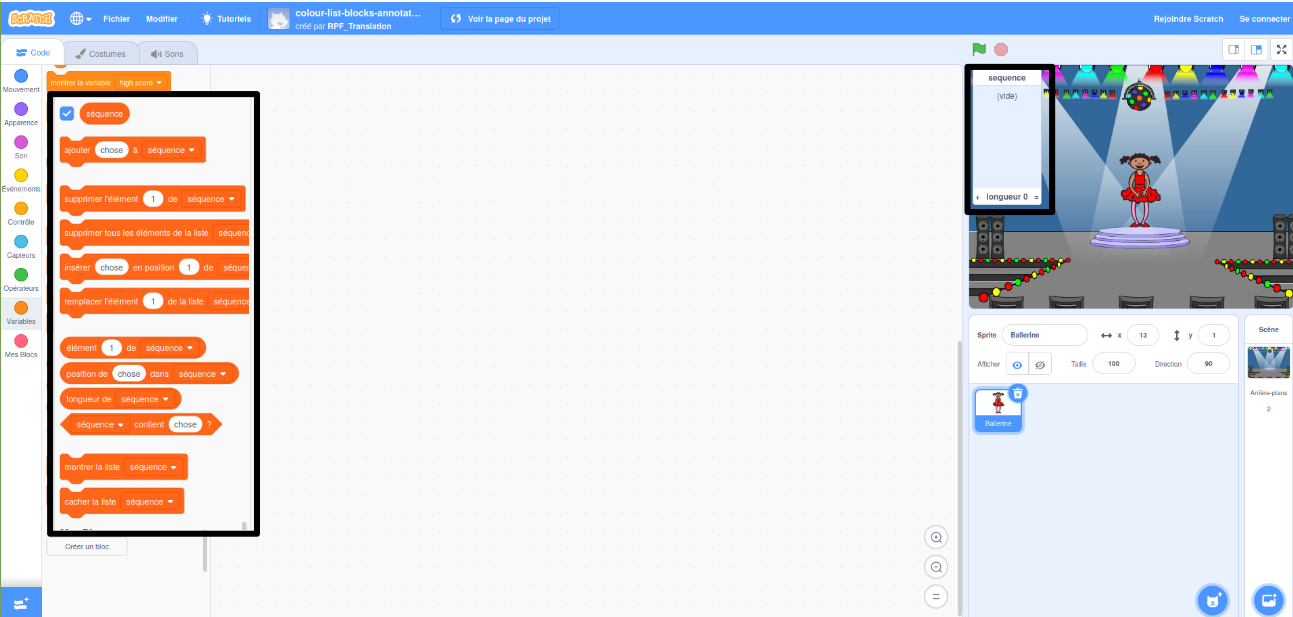 SCRATCH Fichier Modifier Tutoriels colour-list-blocks-annotat... Voir la page du projet Rejoindre Scratch Se connecter
créé par RPF_Translation
Code Costumes Sons
Mouvement
Apparence
Son
Événements
Contrôle
Capteurs
Opérateurs
Variables
Mes Blocs
montrer la variable high score
séquence
ajouter chose à séquence
supprimer l'élément 1 de séquence
supprimer tous les éléments de la liste séquenc
insérer chose en position 1 de séquen
remplacer l'élément 1 de la liste séquence
élément 1 de séquence
position de chose dans séquence
longueur de séquence
séquence contient chose ?
montrer la liste séquence
cacher la liste séquence
Créer un bloc
sequence
(vide)
+ longueur 0 =
Sprite Ballerine x 13 y 1
Afficher Taille 100 Direction 90
Ballerine
Scène
Arrière-plans
2